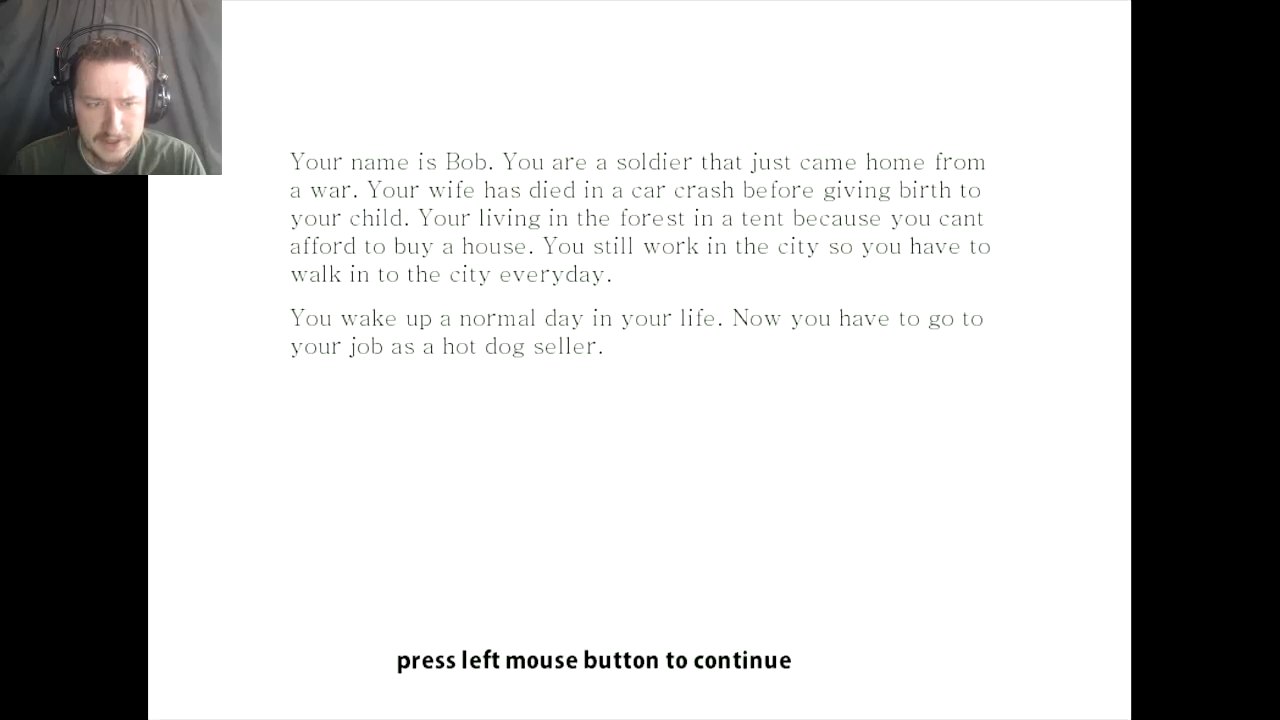 Your name is Bob. You are a soldier that just came home from
a war. Your wife has died in a car crash before giving birth to
your child. Your living in the forest in a tent because you cant
afford to buy a house. You still work in the city so you have to
walk in to the city everyday.
You wake up a normal day in your life. Now you have to go to
your job as a hot dog seller.
press left mouse button to continue